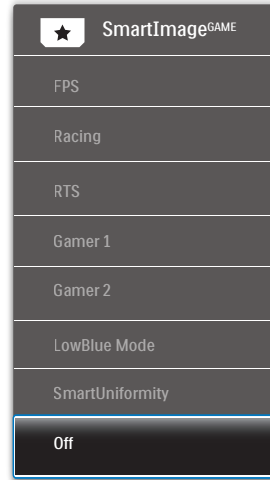 SmartImageGAME
FPS
Racing
RTS
Gamer 1
Gamer 2
LowBlue Mode
SmartUniformity
Off